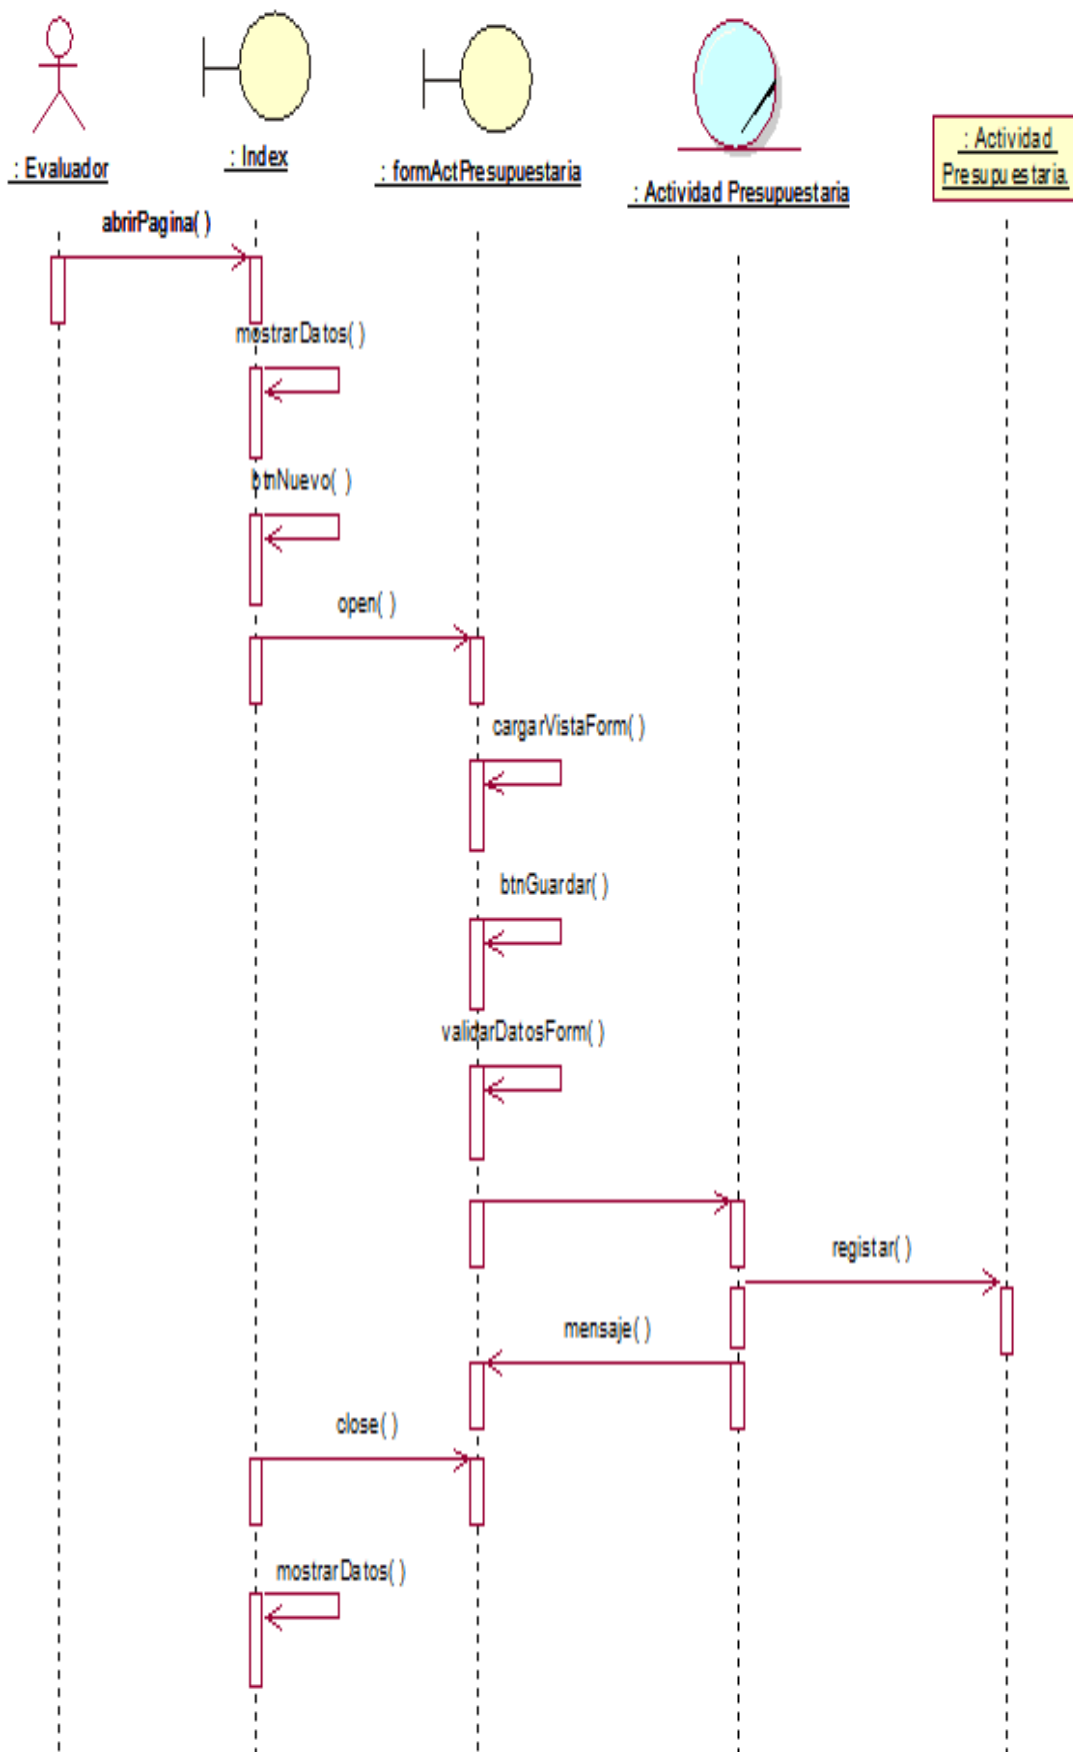 : Evaluador
: Index
: formActPresupuestaria
: Actividad Presupuestaria
: Actividad
Presupuestaria
abrirPagina( )
mostrarDatos( )
btnNuevo( )
open( )
cargarVistaForm( )
btnGuardar( )
validarDatosForm( )
registar( )
mensaje( )
close( )
mostrarDatos( )